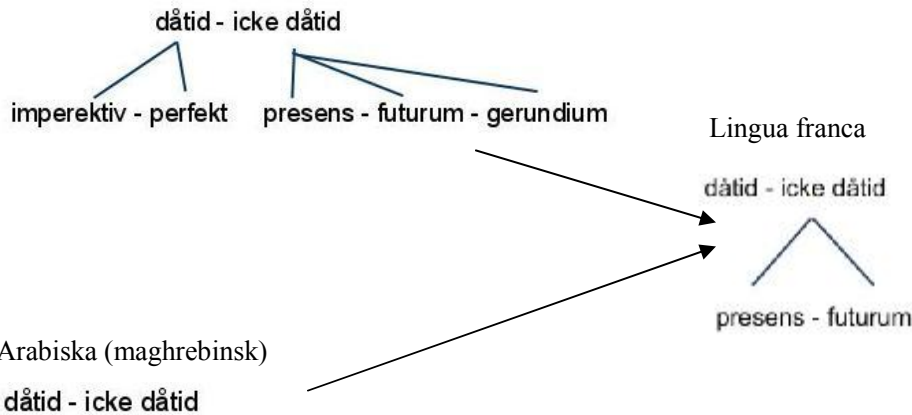 dåtid - icke dåtid
imperektiv - perfekt presens - futurum - gerundium
Lingua franca
dåtid - icke dåtid
presens - futurum
Arabiska (maghrebinsk)
dåtid - icke dåtid